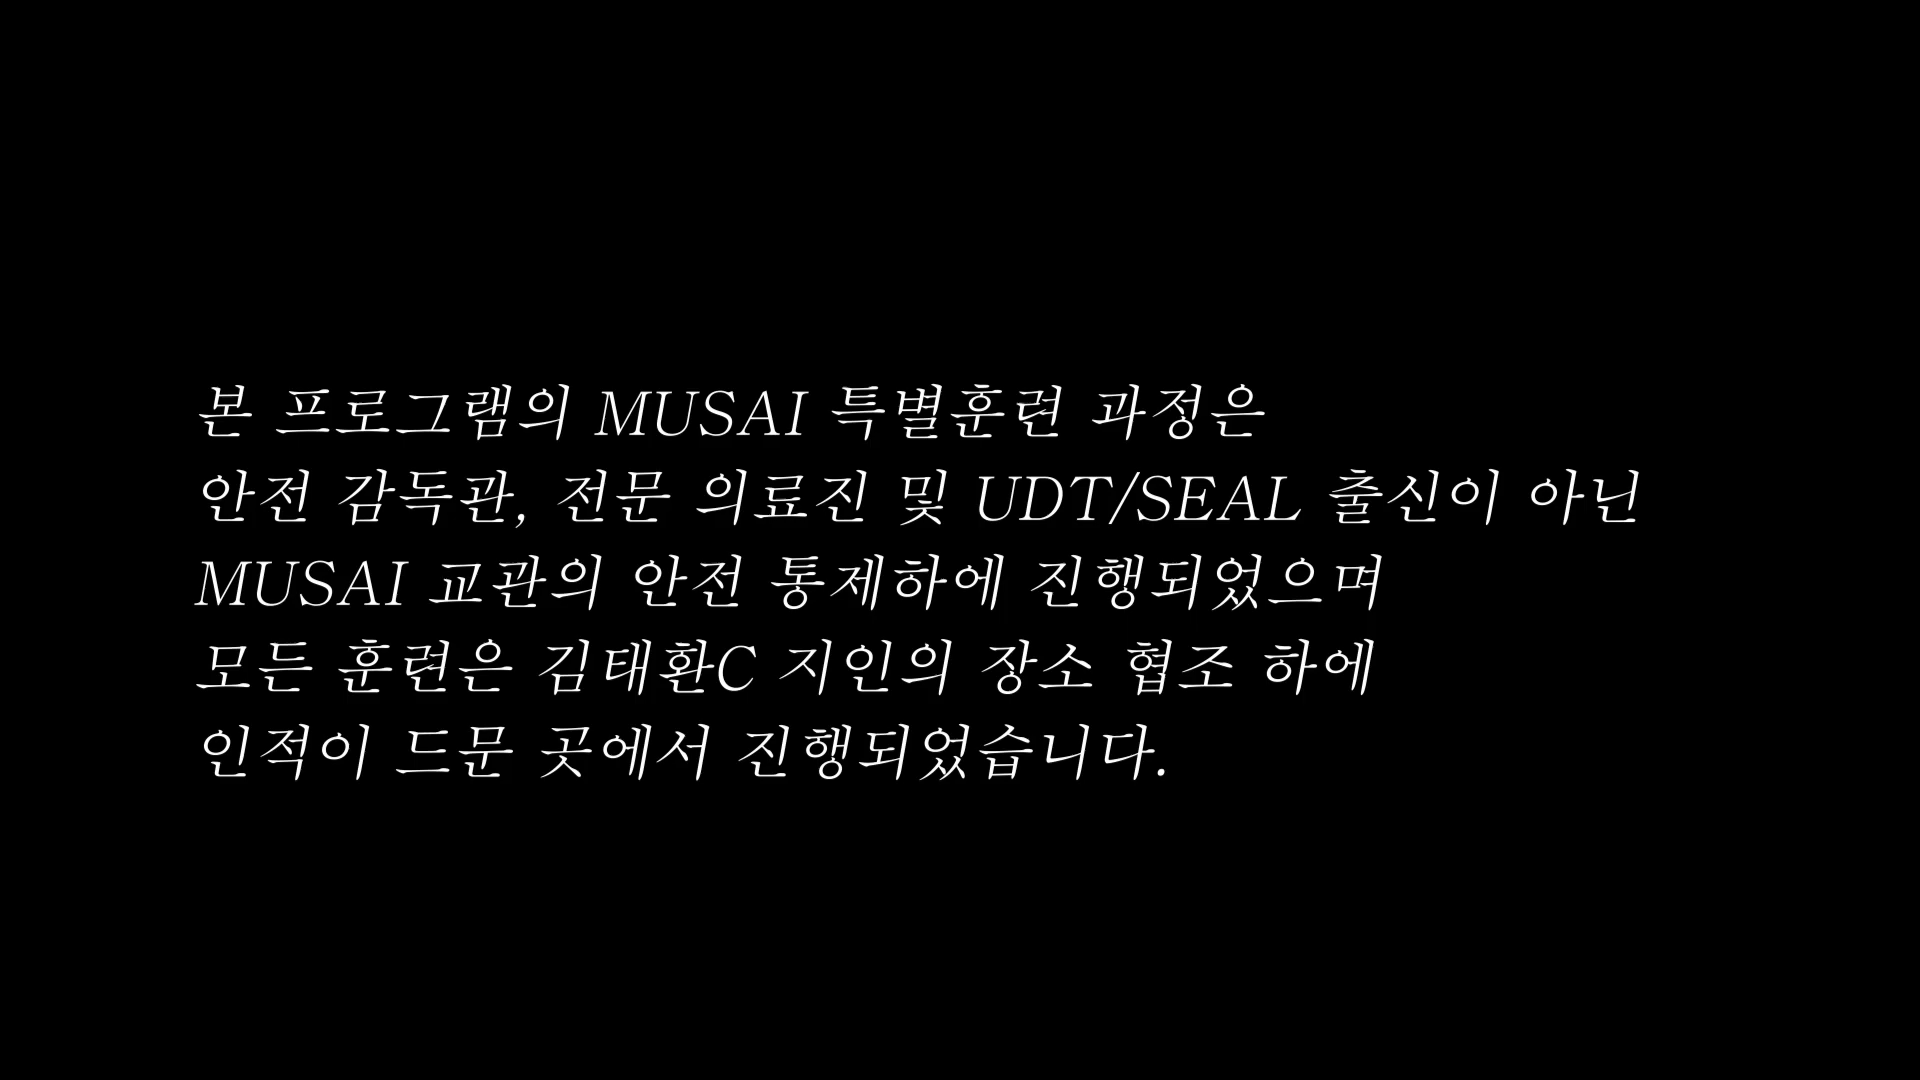 본 프로그램의 MUSAI 특별훈련 과정은
안전 감독관, 전문 의료진 및 UDT/SEAL 출신이 아닌
MUSAI 교관의 안전 통제하에 진행되었으며
모든 훈련은 김태환C 지인의 장소 협조 하에
인적이 드문 곳에서 진행되었습니다.